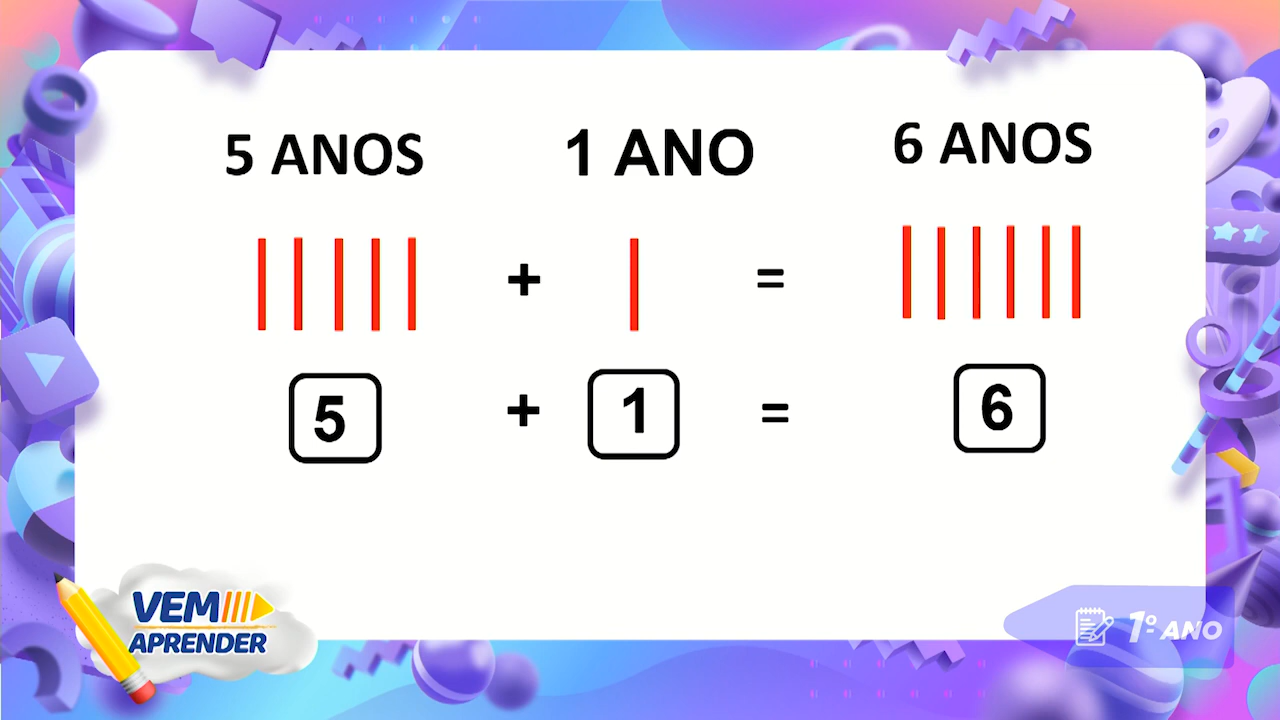 5 ANOS 1 ANO 6 ANOS
+ =
5 + 1 = 6
VEM
APRENDER
1º ANO